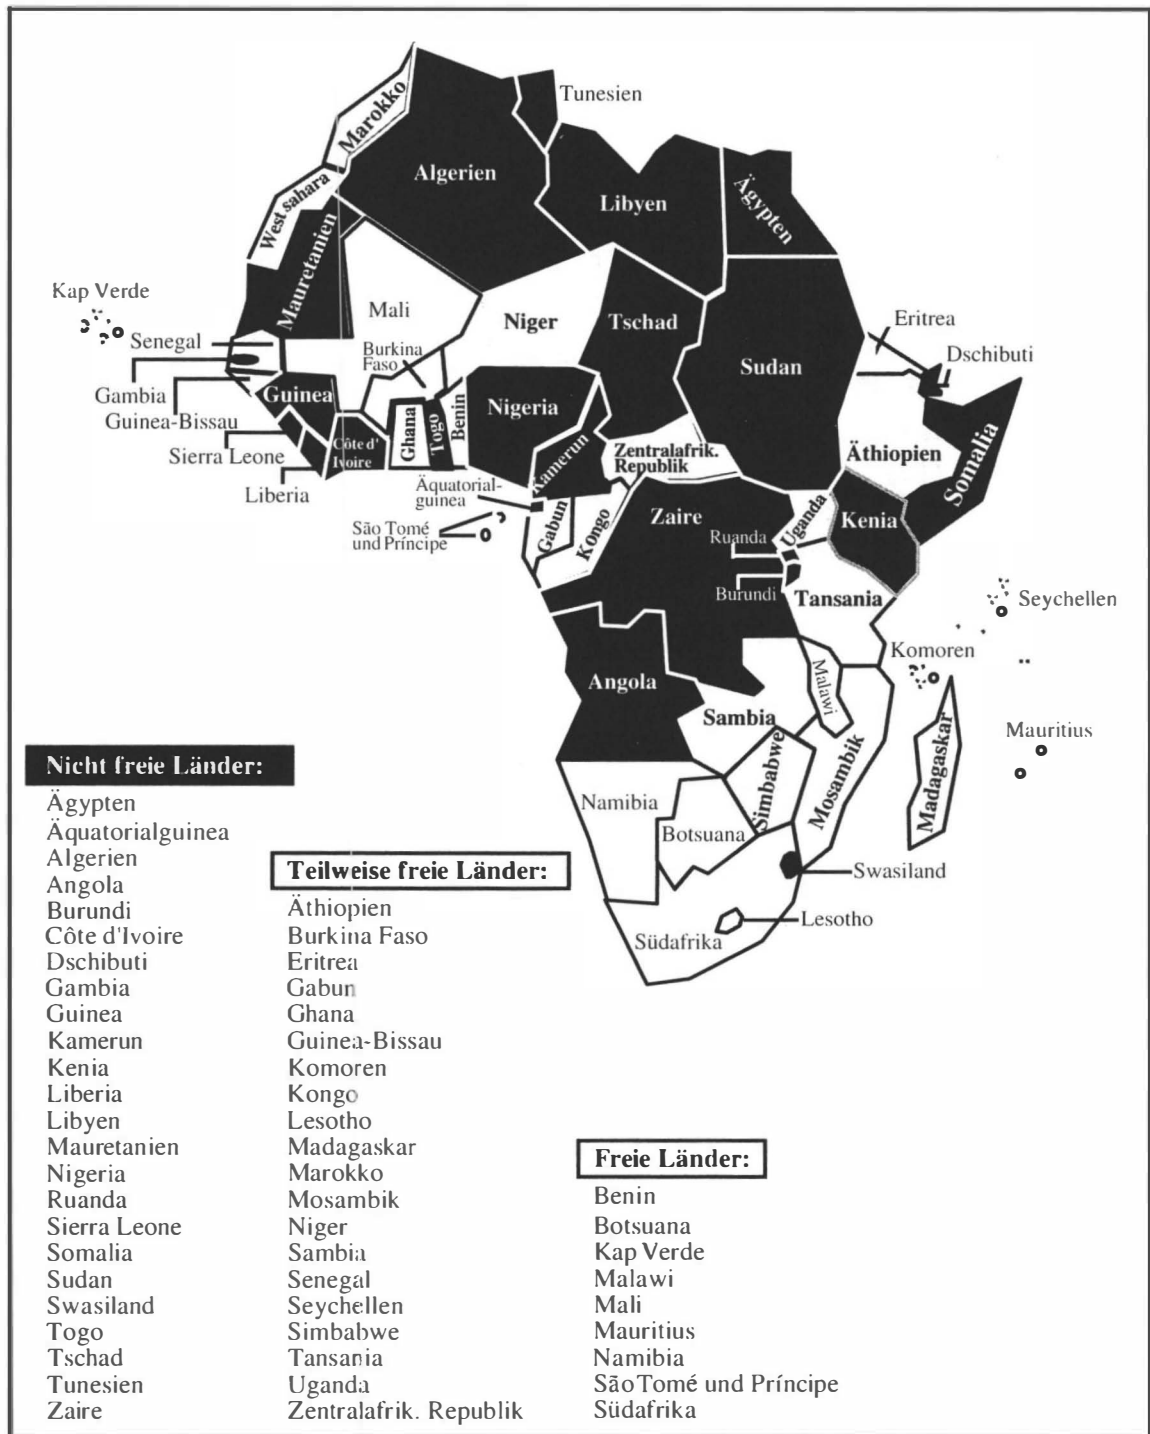 Tunesien
Marokko
Algerien
Libyen
Ägypten
West sahara
Mauretanien
Kap Verde
Mali
Niger
Tschad
Sudan
Eritrea
Dschibuti
Senegal
Burkina
Faso
Gambia
Guinea
Guinea-Bissau
Sierra Leone
Liberia
Côte d'
Ivoire
Ghana
Togo
Benin
Nigeria
Kamerun
Zentralafrik.
Republik
Äthiopien
Somalia
Äquatorial-
guinea
São Tomé
und Príncipe
Gabun
Kongo
Zaire
Ruanda
Uganda
Kenia
Burundi
Tansania
Seychellen
Komoren
Angola
Malawi
Sambia
Mauritius
Simbabwe
Mosambik
Madagaskar
Namibia
Botsuana
Swasiland
Lesotho
Südafrika
Nicht freie Länder:
Ägypten
Äquatorialguinea
Algerien
Angola
Burundi
Côte d'Ivoire
Dschibuti
Gambia
Guinea
Kamerun
Kenia
Liberia
Libyen
Mauretanien
Nigeria
Ruanda
Sierra Leone
Somalia
Sudan
Swasiland
Togo
Tschad
Tunesien
Zaire
Teilweise freie Länder:
Äthiopien
Burkina Faso
Eritrea
Gabun
Ghana
Guinea-Bissau
Komoren
Kongo
Lesotho
Madagaskar
Marokko
Mosambik
Niger
Sambia
Senegal
Seychellen
Simbabwe
Tansania
Uganda
Zentralafrik. Republik
Freie Länder:
Benin
Botsuana
Kap Verde
Malawi
Mali
Mauritius
Namibia
São Tomé und Príncipe
Südafrika